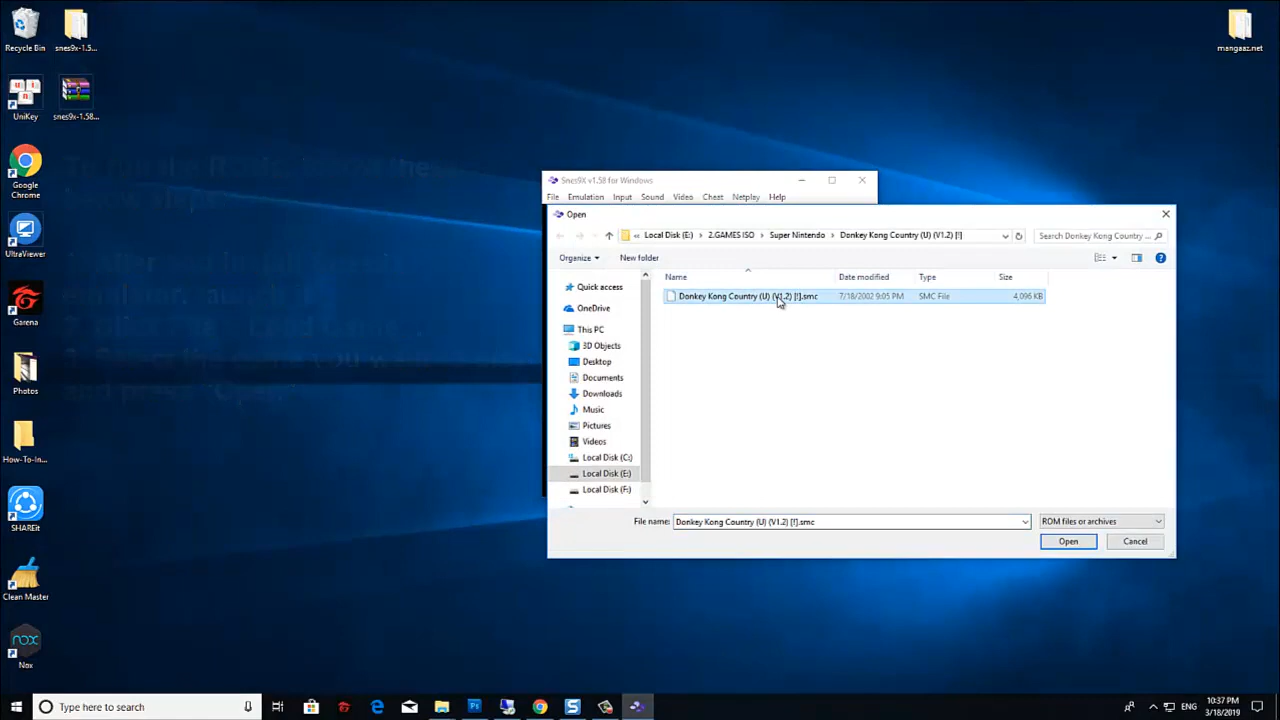 Recycle Bin
snes9x-1.5...
mangaaz.net
UniKey
snes9x-1.58...
Google
Chrome
UltraViewer
Garena
Photos
How-To-In...
SHAREit
Clean Master
Nox
Snes9X v1.58 for Windows
File Emulation Input Sound Video Cheat Netplay Help
Open
« Local Disk (E:) › 2.GAMES ISO › Super Nintendo › Donkey Kong Country (U) (V1.2) [!]
Search Donkey Kong Country ...
Organize New folder
Name Date modified Type Size
Donkey Kong Country (U) (V1.2) [!].smc 7/18/2002 9:05 PM SMC File 4,096 KB
Quick access
OneDrive
This PC
3D Objects
Desktop
Documents
Downloads
Music
Pictures
Videos
Local Disk (C:)
Local Disk (E:)
Local Disk (F:)
File name: Donkey Kong Country (U) (V1.2) [!].smc
ROM files or archives
Open Cancel
Type here to search
ENG
10:37 PM
3/18/2019